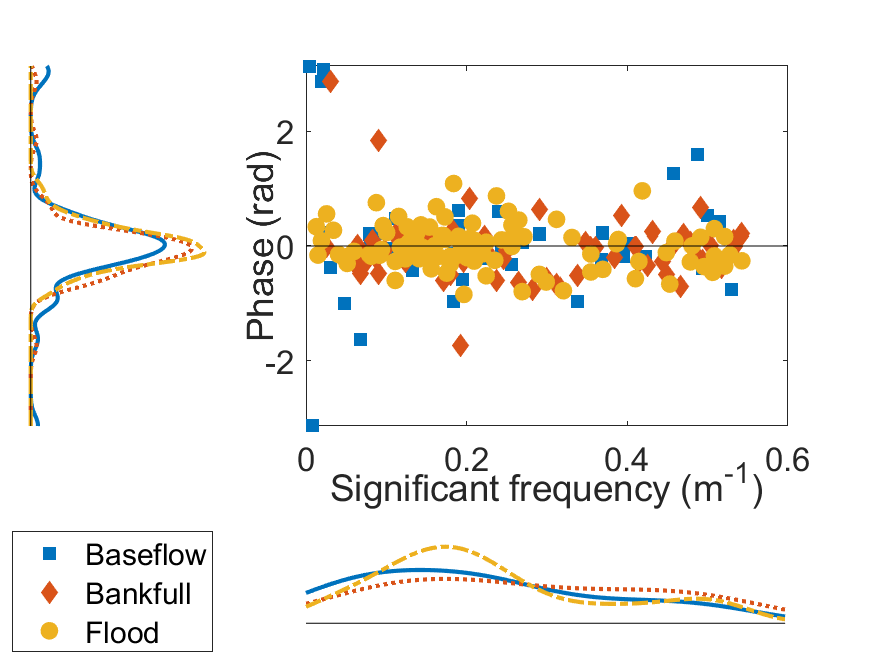 2
0
-2
Phase (rad)
0 0.2 0.4 0.6
Significant frequency (m⁻¹)
Baseflow
Bankfull
Flood